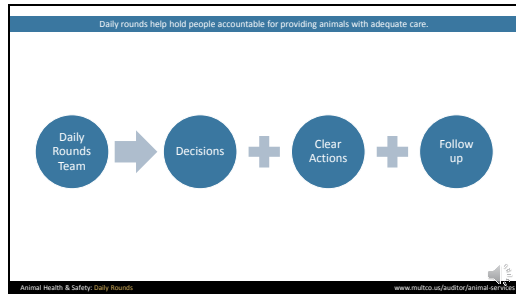 Daily rounds help hold people accountable for providing animals with adequate care.
Daily
Rounds
Team
Decisions
Clear
Actions
Follow
up
Animal Health & Safety: Daily Rounds
www.multco.us/auditor/animal-services